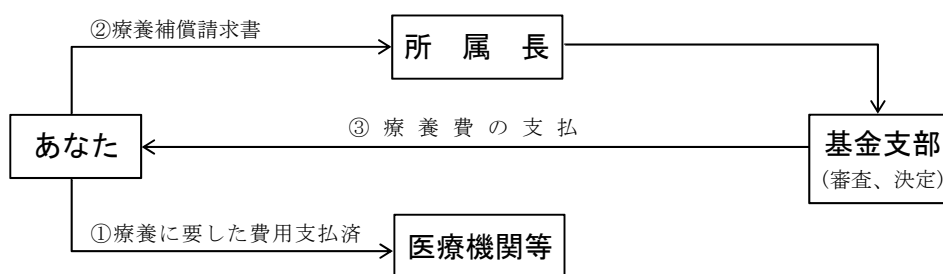 ②療養補償請求書
所　属　長
③ 療 養 費 の 支 払
あなた
基金支部
(審査、決定)
①療養に要した費用支払済
医療機関等